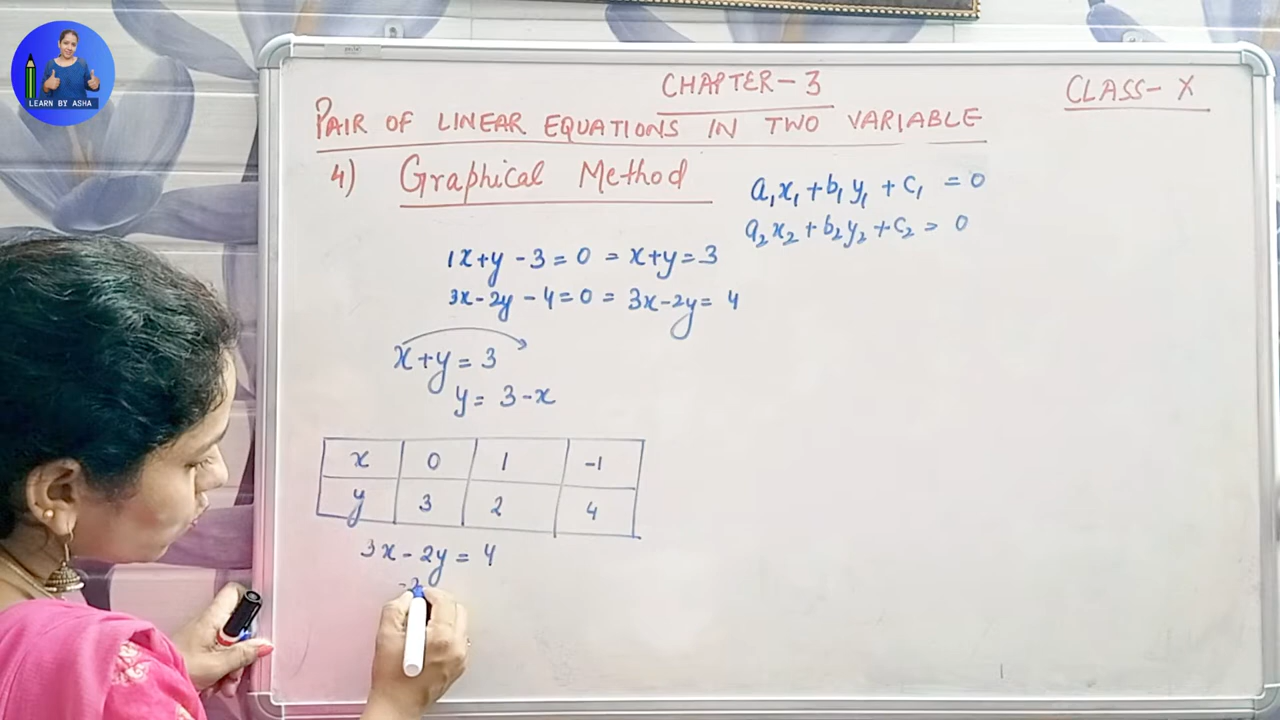 LEARN BY ASHA
CHAPTER-3
CLASS-X
PAIR OF LINEAR EQUATIONS IN TWO VARIABLE
4) Graphical Method
a₁x₁+b₁y₁+c₁=0
a₂x₂+b₂y₂+c₂=0
1x+y-3=0=x+y=3
3x-2y-4=0=3x-2y=4
x+y=3
y=3-x
x 0 1 -1
y 3 2 4
3x-2y=4
-2